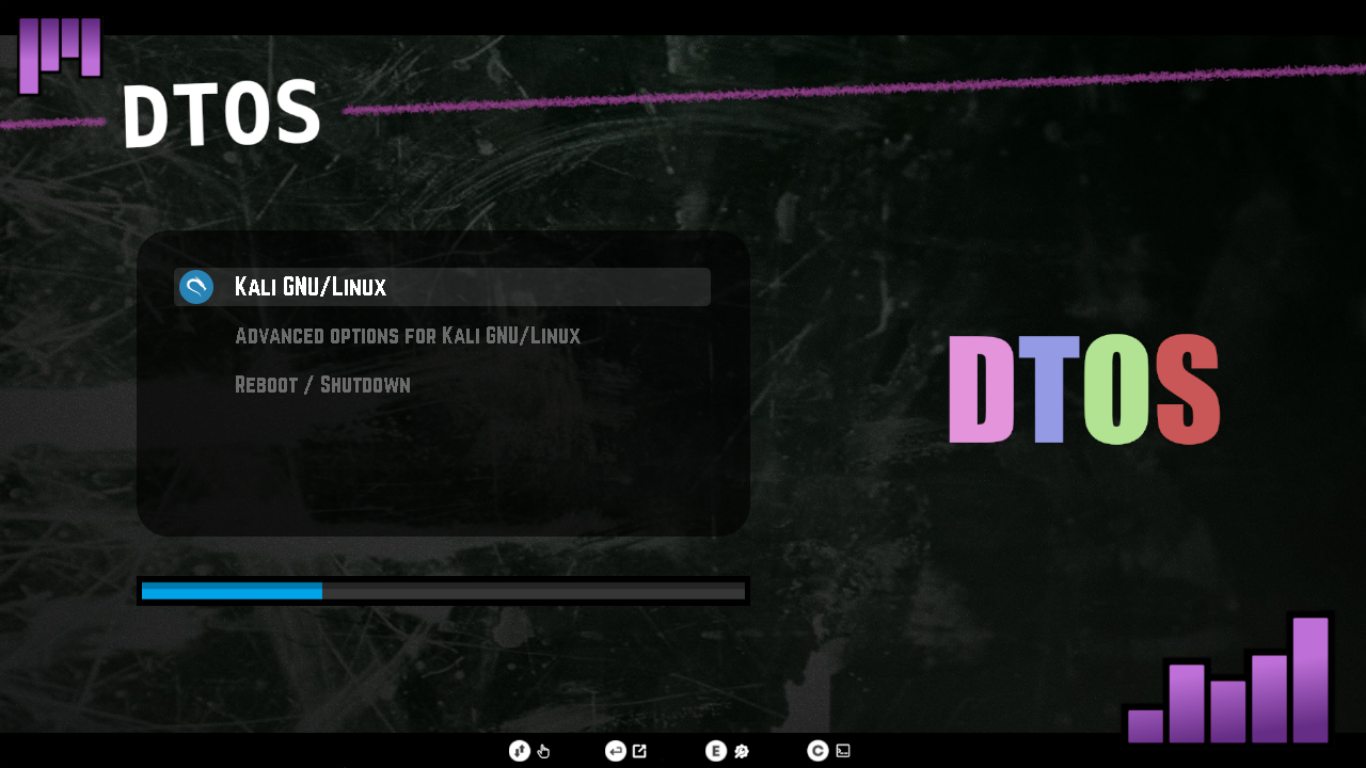 DTOS
Kali GNU/Linux
Advanced options for Kali GNU/Linux
Reboot / Shutdown
DTOS
E C